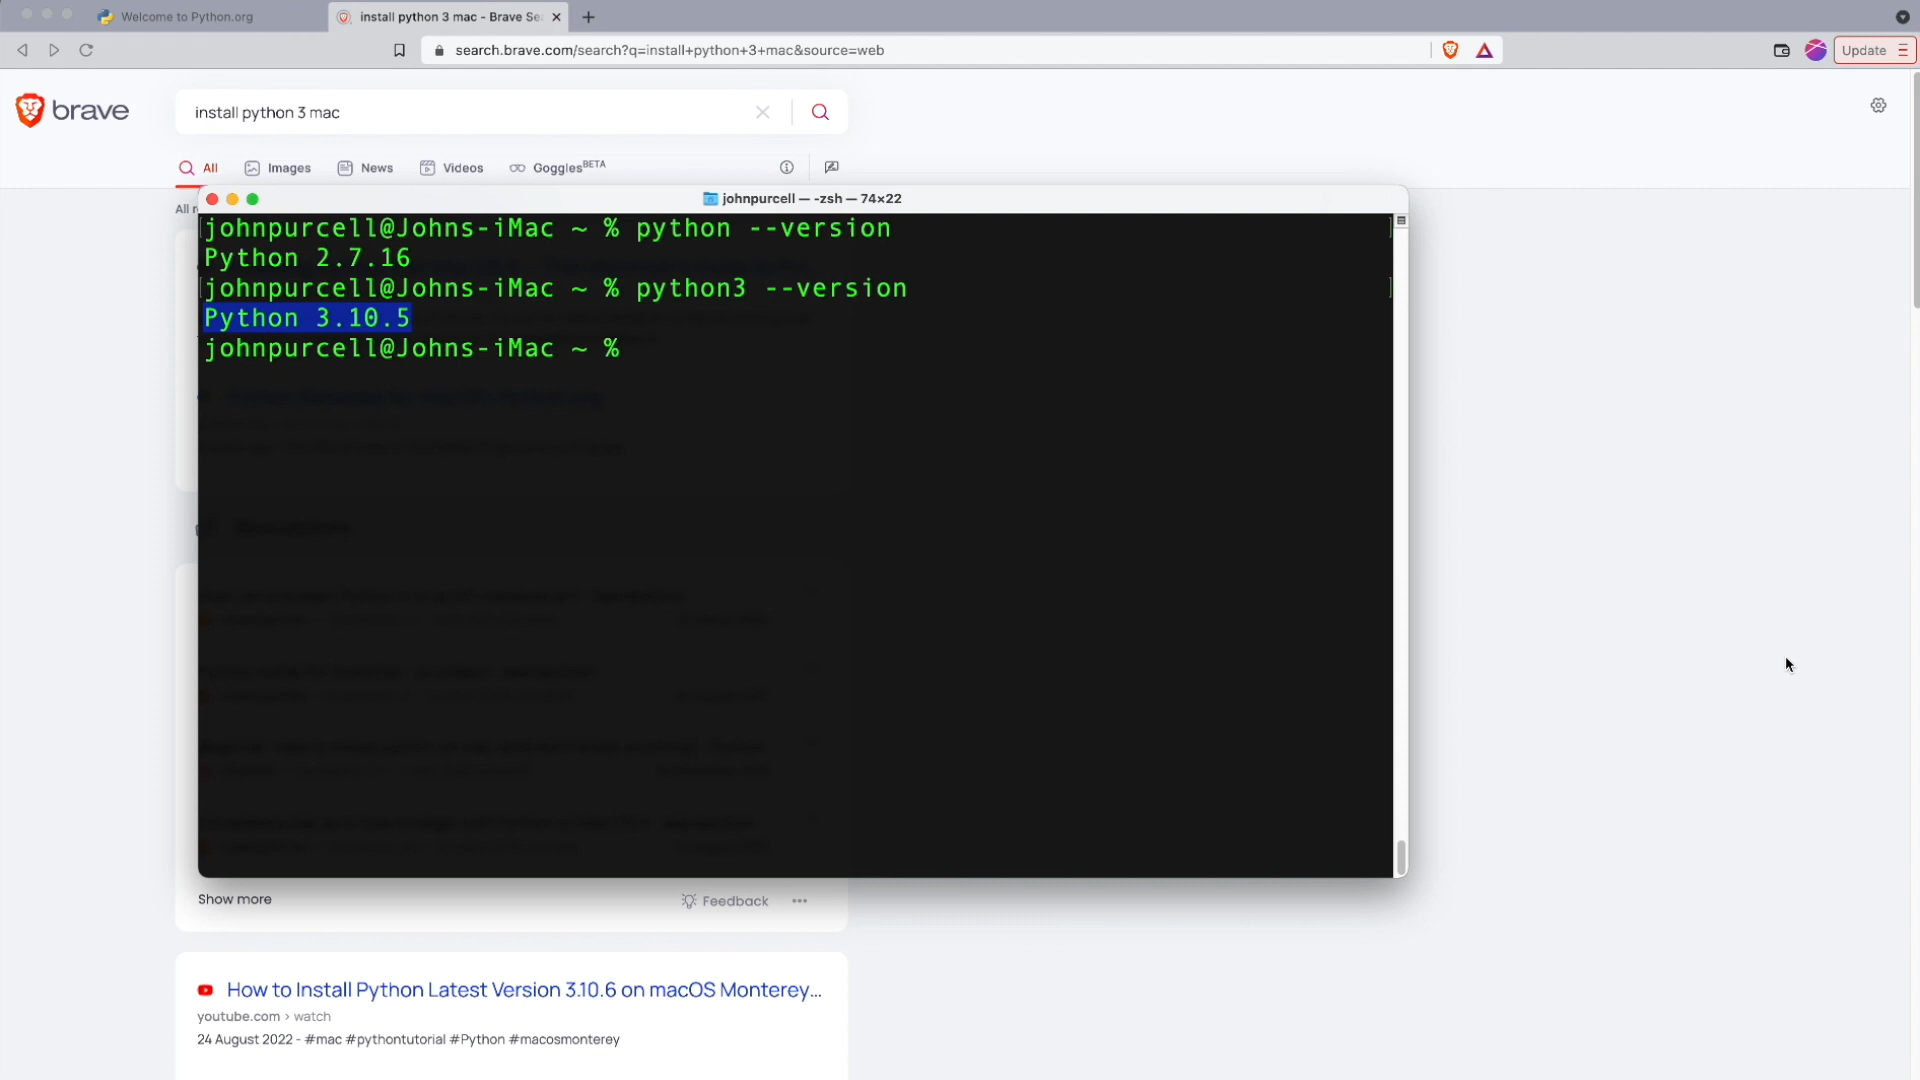 Welcome to Python.org
install python 3 mac - Brave Se
search.brave.com/search?q=install+python+3+mac&source=web
Update
brave
install python 3 mac
All
Images
News
Videos
Goggles BETA
All
johnpurcell — -zsh — 74×22
johnpurcell@Johns-iMac ~ % python --version
Python 2.7.16
johnpurcell@Johns-iMac ~ % python3 --version
Python 3.10.5
johnpurcell@Johns-iMac ~ %
Show more
Feedback
How to Install Python Latest Version 3.10.6 on macOS Monterey...
youtube.com › watch
24 August 2022 - #mac #pythontutorial #Python #macosmonterey